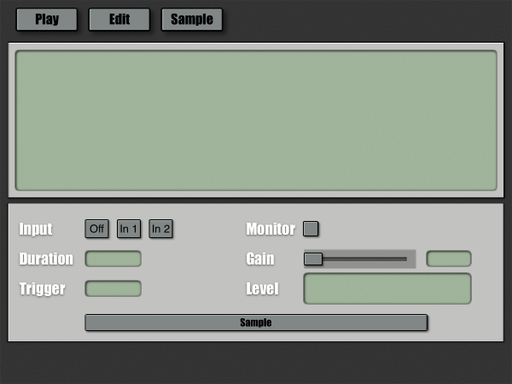 Play Edit Sample
Input Off In 1 In 2 Monitor
Duration Gain
Trigger Level
Sample